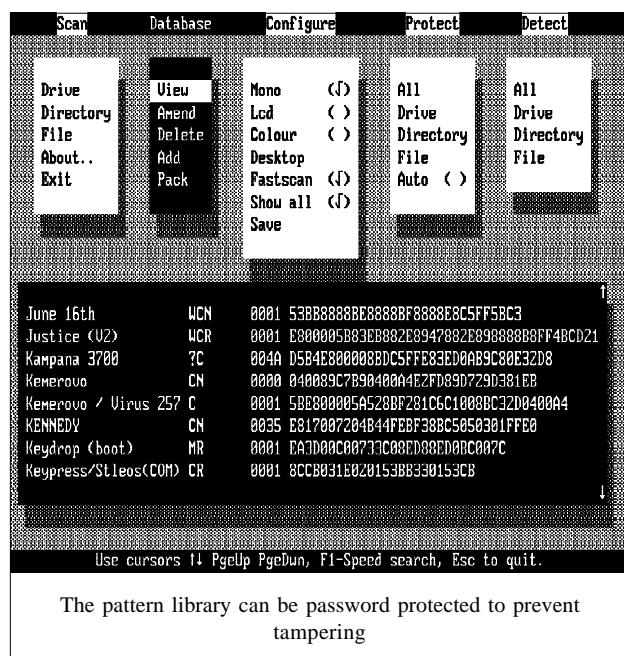 Scan Database Configure Protect Detect
Drive View Mono (√) All All
Directory Amend Lcd ( ) Drive Drive
File Delete Colour ( ) Directory Directory
About.. Add Desktop File File
Exit Pack Fastscan (√) Auto ( )
Show all (√)
Save
↑
June 16th WCN 0001 53BB8888BE8888BF8888E8C5FF5BC3
Justice (V2) WCR 0001 E800005B83EB882E8947882E898888B8FF4BCD21
Kampana 3700 ?C 004A D5B4E800008BDC5FFE83ED0AB9C80E32D8
Kemerovo CN 0000 040089C7B90400A4E2FD89D729D381EB
Kemerovo / Virus 257 C 0001 5BE800005A528BF281C6C1008BC32D0400A4
KENNEDY CN 0035 E817007204B44FEBF38BC5050301FFE0
Keydrop (boot) MR 0001 EA3D00C00733C08ED88ED0BC007C
Keypress/Stleos(COM) CR 0001 8CCB031E020153BB330153CB
↓
Use cursors ↑↓ PgeUp PgeDwn, F1-Speed search, Esc to quit.
The pattern library can be password protected to prevent
tampering